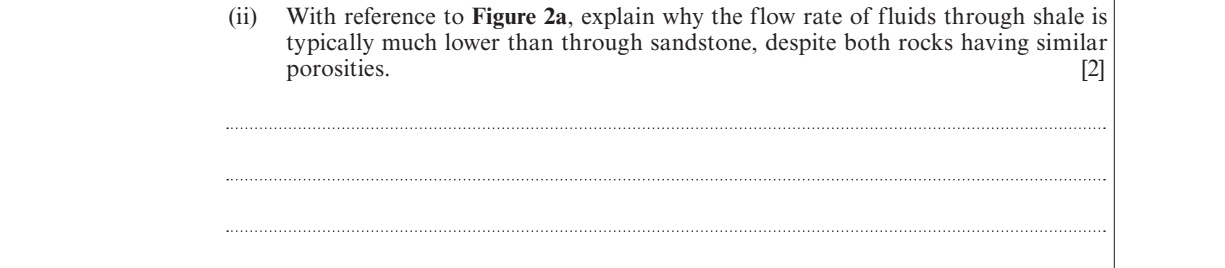 (ii) With reference to Figure 2a, explain why the flow rate of fluids through shale is
typically much lower than through sandstone, despite both rocks having similar
porosities. [2]